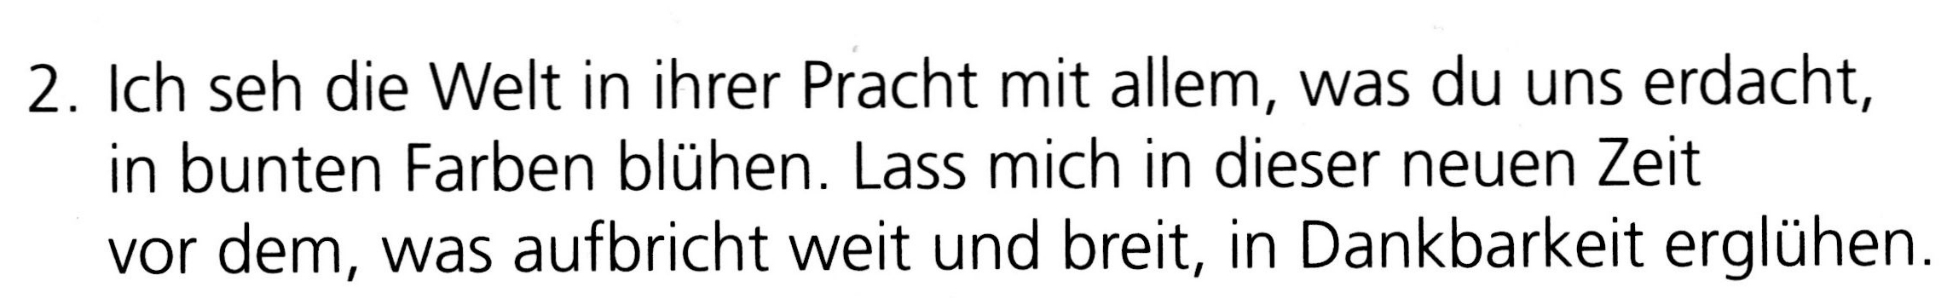 2. Ich seh die Welt in ihrer Pracht mit allem, was du uns erdacht,
in bunten Farben blühen. Lass mich in dieser neuen Zeit
vor dem, was aufbricht weit und breit, in Dankbarkeit erglühen.